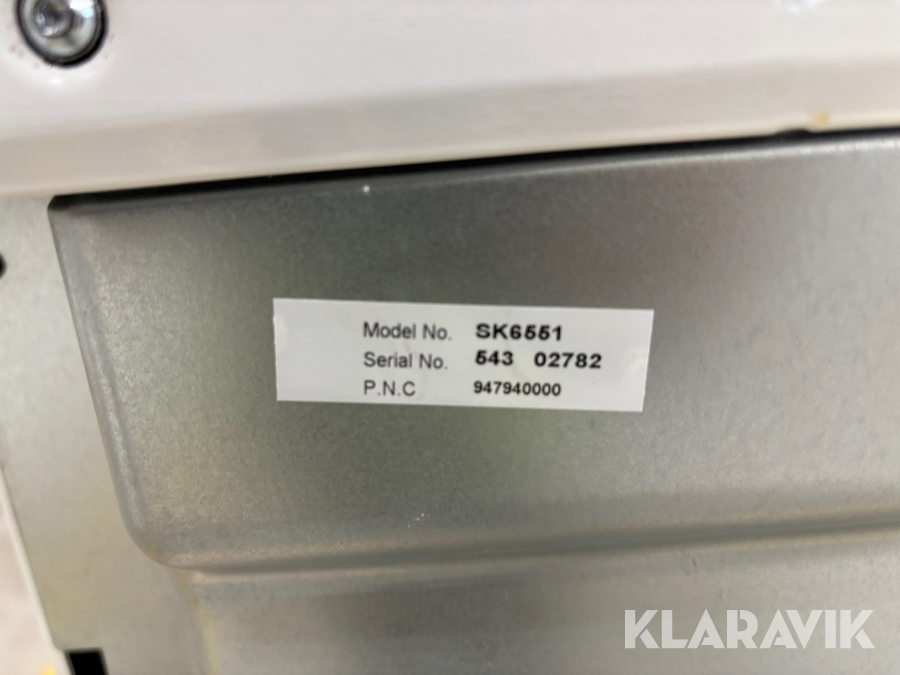 Model No. SK6551
Serial No. 543 02782
P.N.C 947940000
KLARAVIK